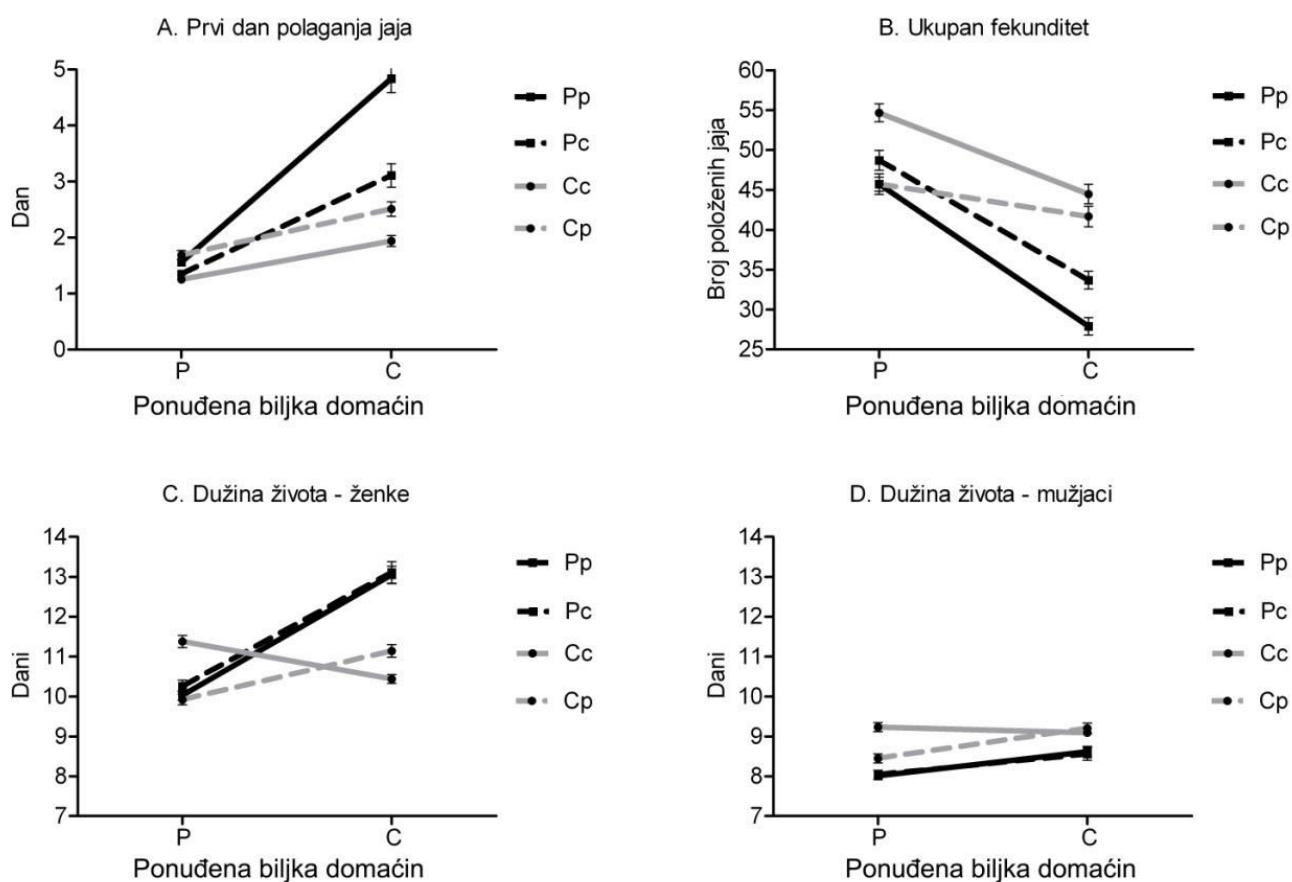 A. Prvi dan polaganja jaja
5
4
3
2
1
0
Dan
P
C
Ponuđena biljka domaćin
Pp
Pc
Cc
Cp
B. Ukupan fekunditet
60
55
50
45
40
35
30
25
Broj položenih jaja
P
C
Ponuđena biljka domaćin
Pp
Pc
Cc
Cp
C. Dužina života - ženke
14
13
12
11
10
9
8
7
Dani
P
C
Ponuđena biljka domaćin
Pp
Pc
Cc
Cp
D. Dužina života - mužjaci
14
13
12
11
10
9
8
7
Dani
P
C
Ponuđena biljka domaćin
Pp
Pc
Cc
Cp